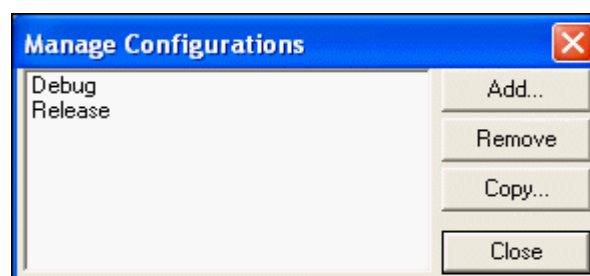 Manage Configurations
Debug
Release
Add...
Remove
Copy...
Close